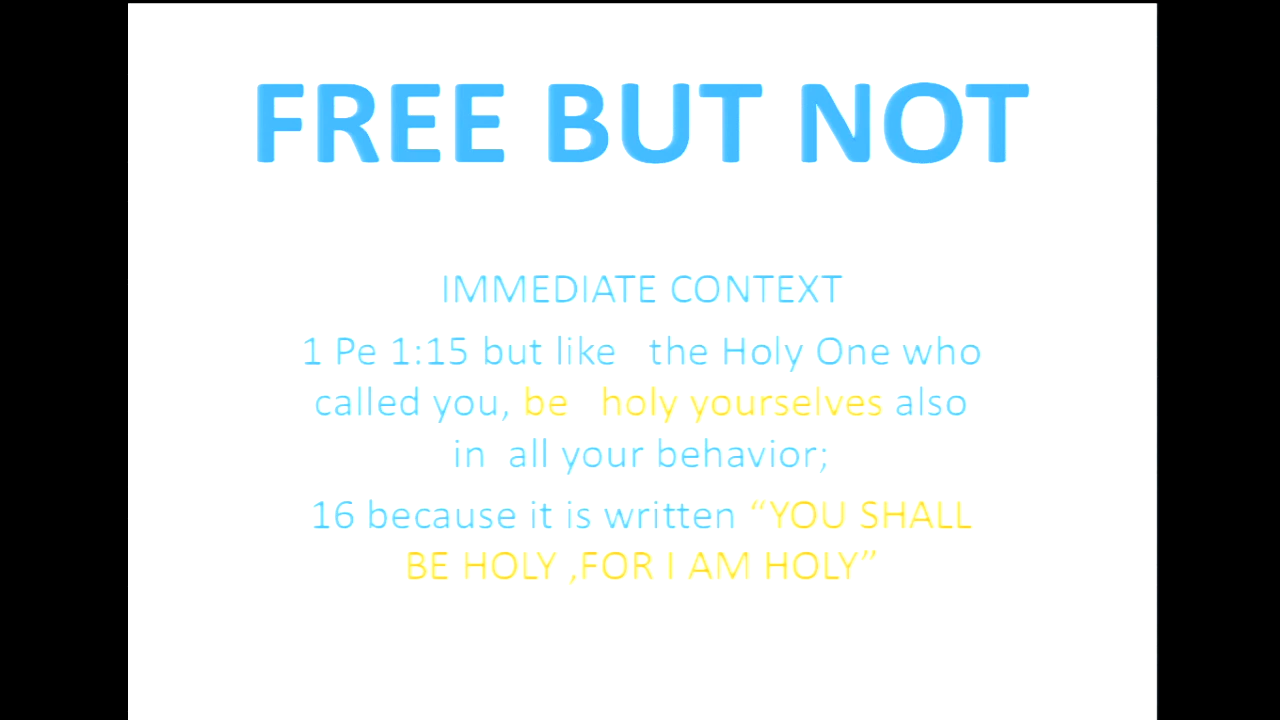 FREE BUT NOT
IMMEDIATE CONTEXT
1 Pe 1:15 but like the Holy One who
called you, be holy yourselves also
in all your behavior;
16 because it is written “YOU SHALL
BE HOLY ,FOR I AM HOLY”